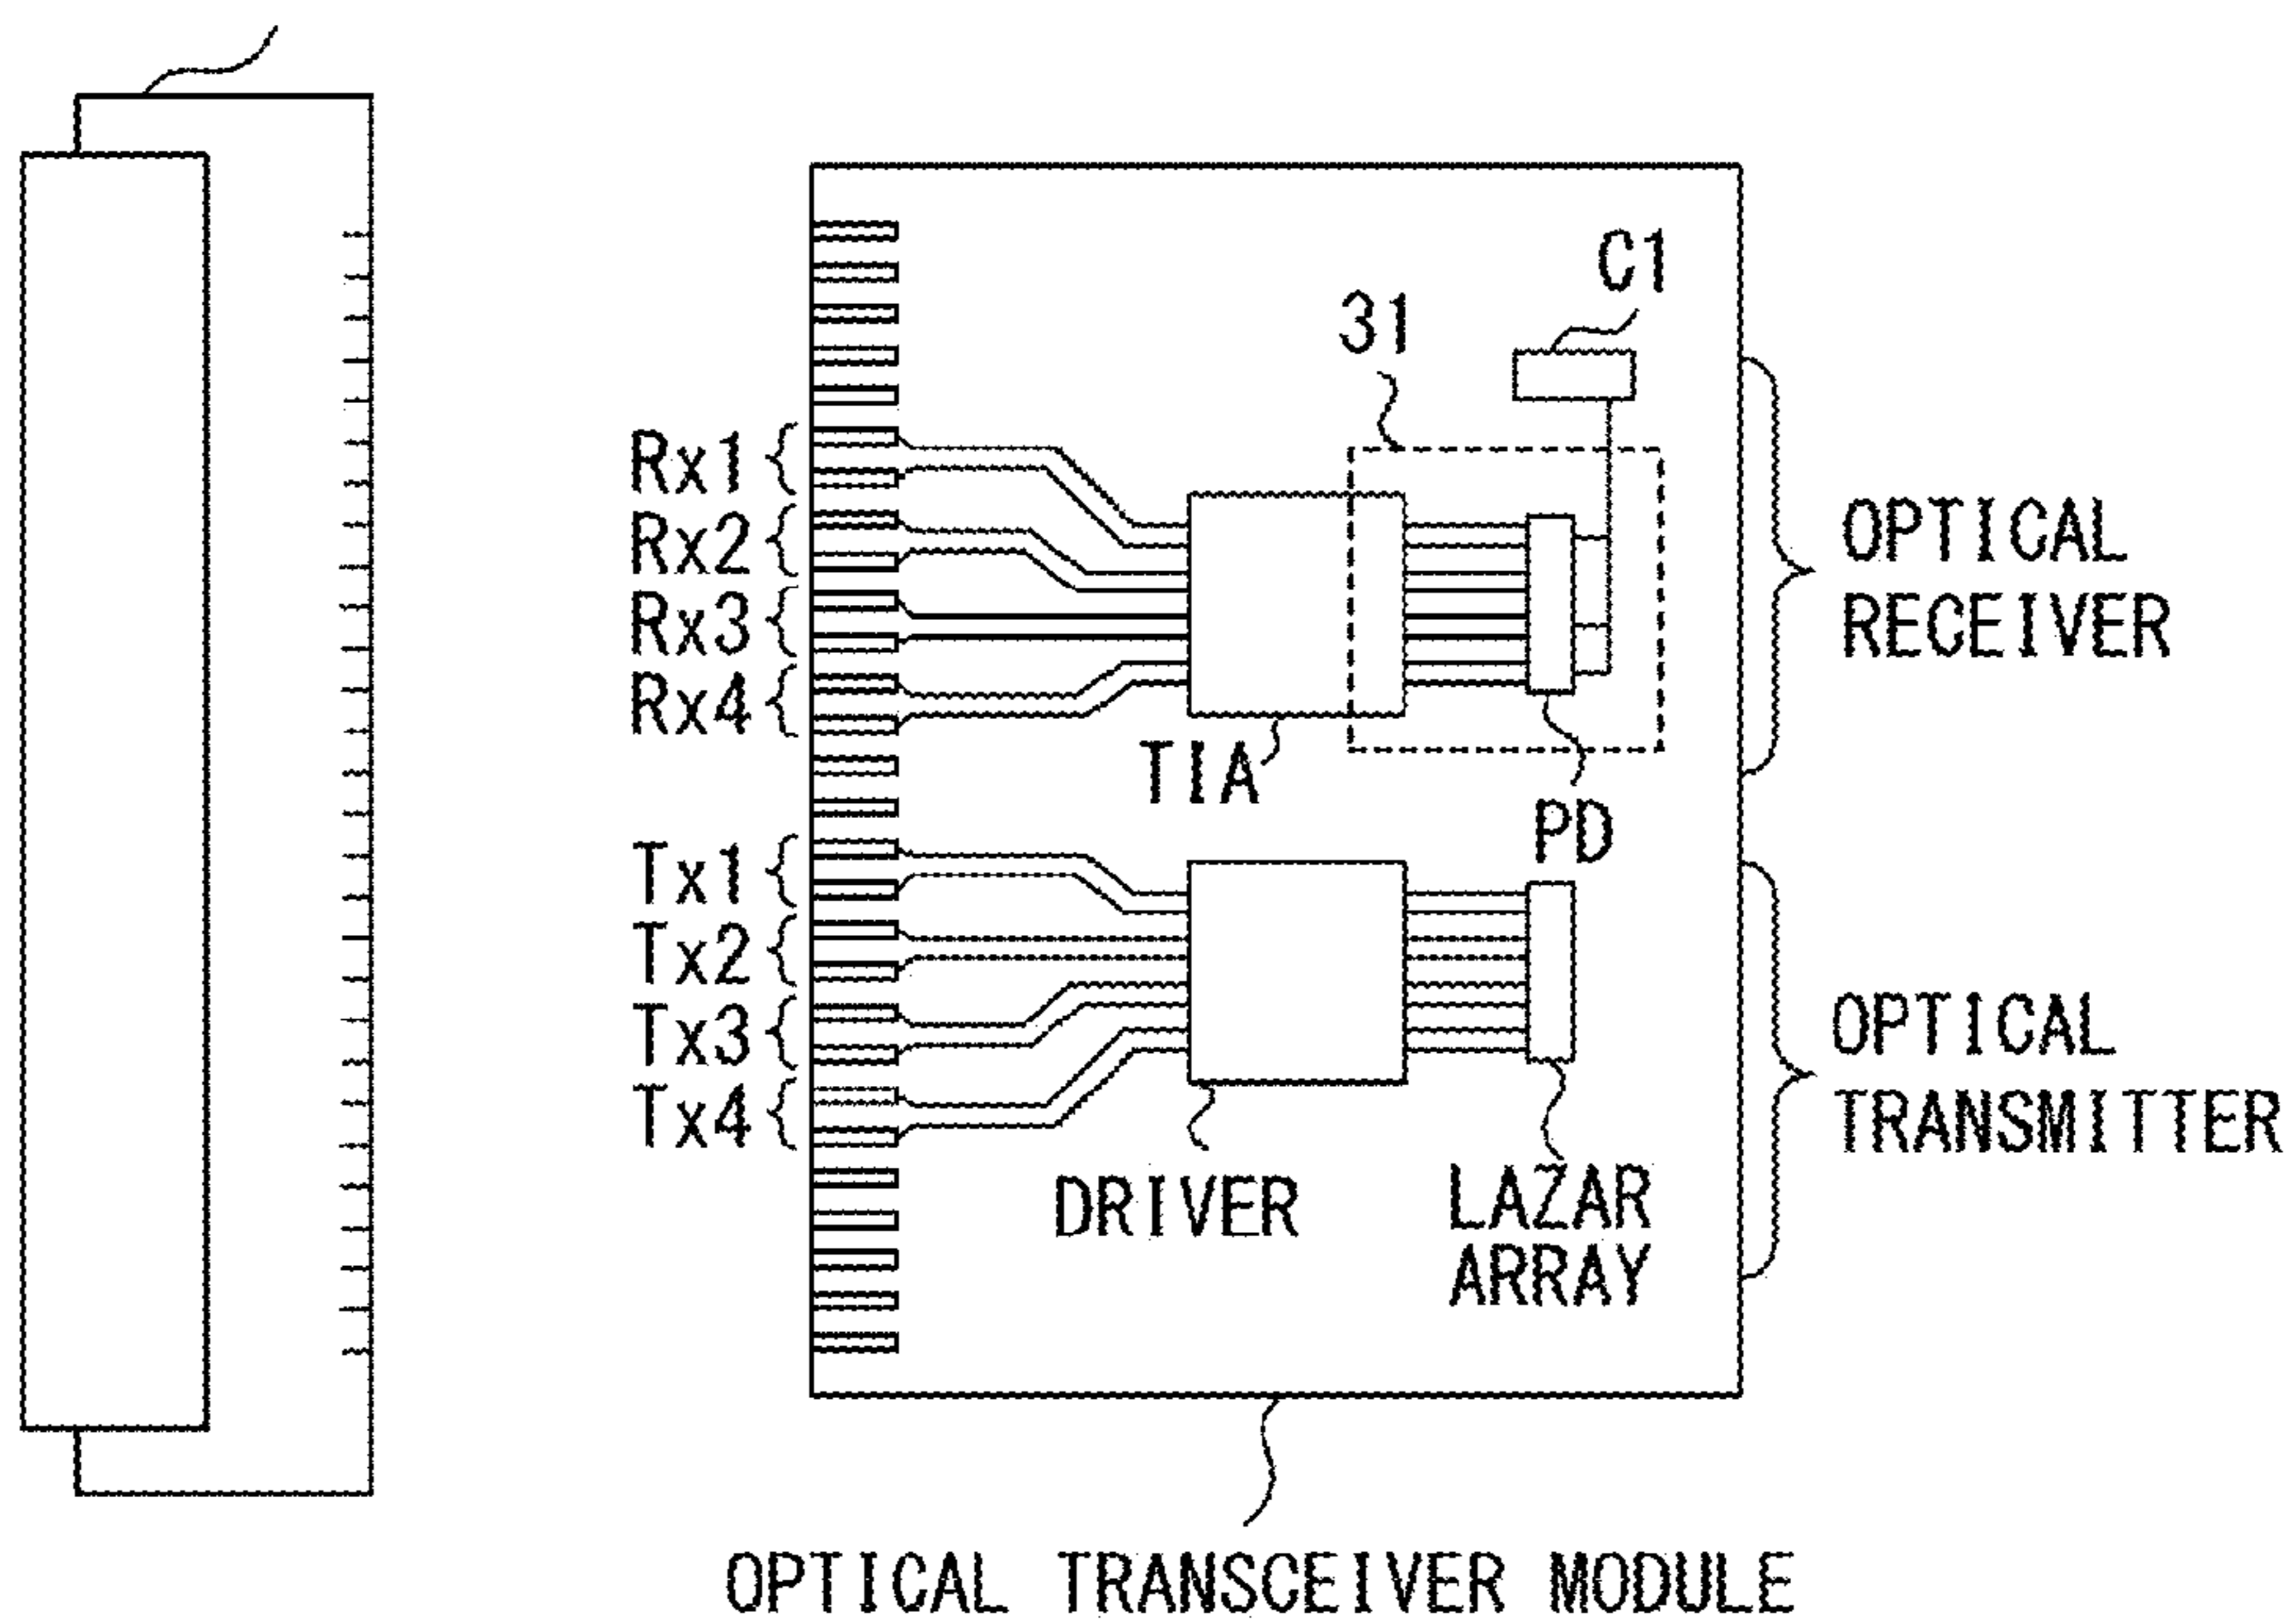 C1
31
Rx1
Rx2
Rx3
Rx4
OPTICAL
RECEIVER
TIA
PD
Tx1
Tx2
Tx3
Tx4
OPTICAL
TRANSMITTER
DRIVER
LAZAR
ARRAY
OPTICAL TRANSCEIVER MODULE